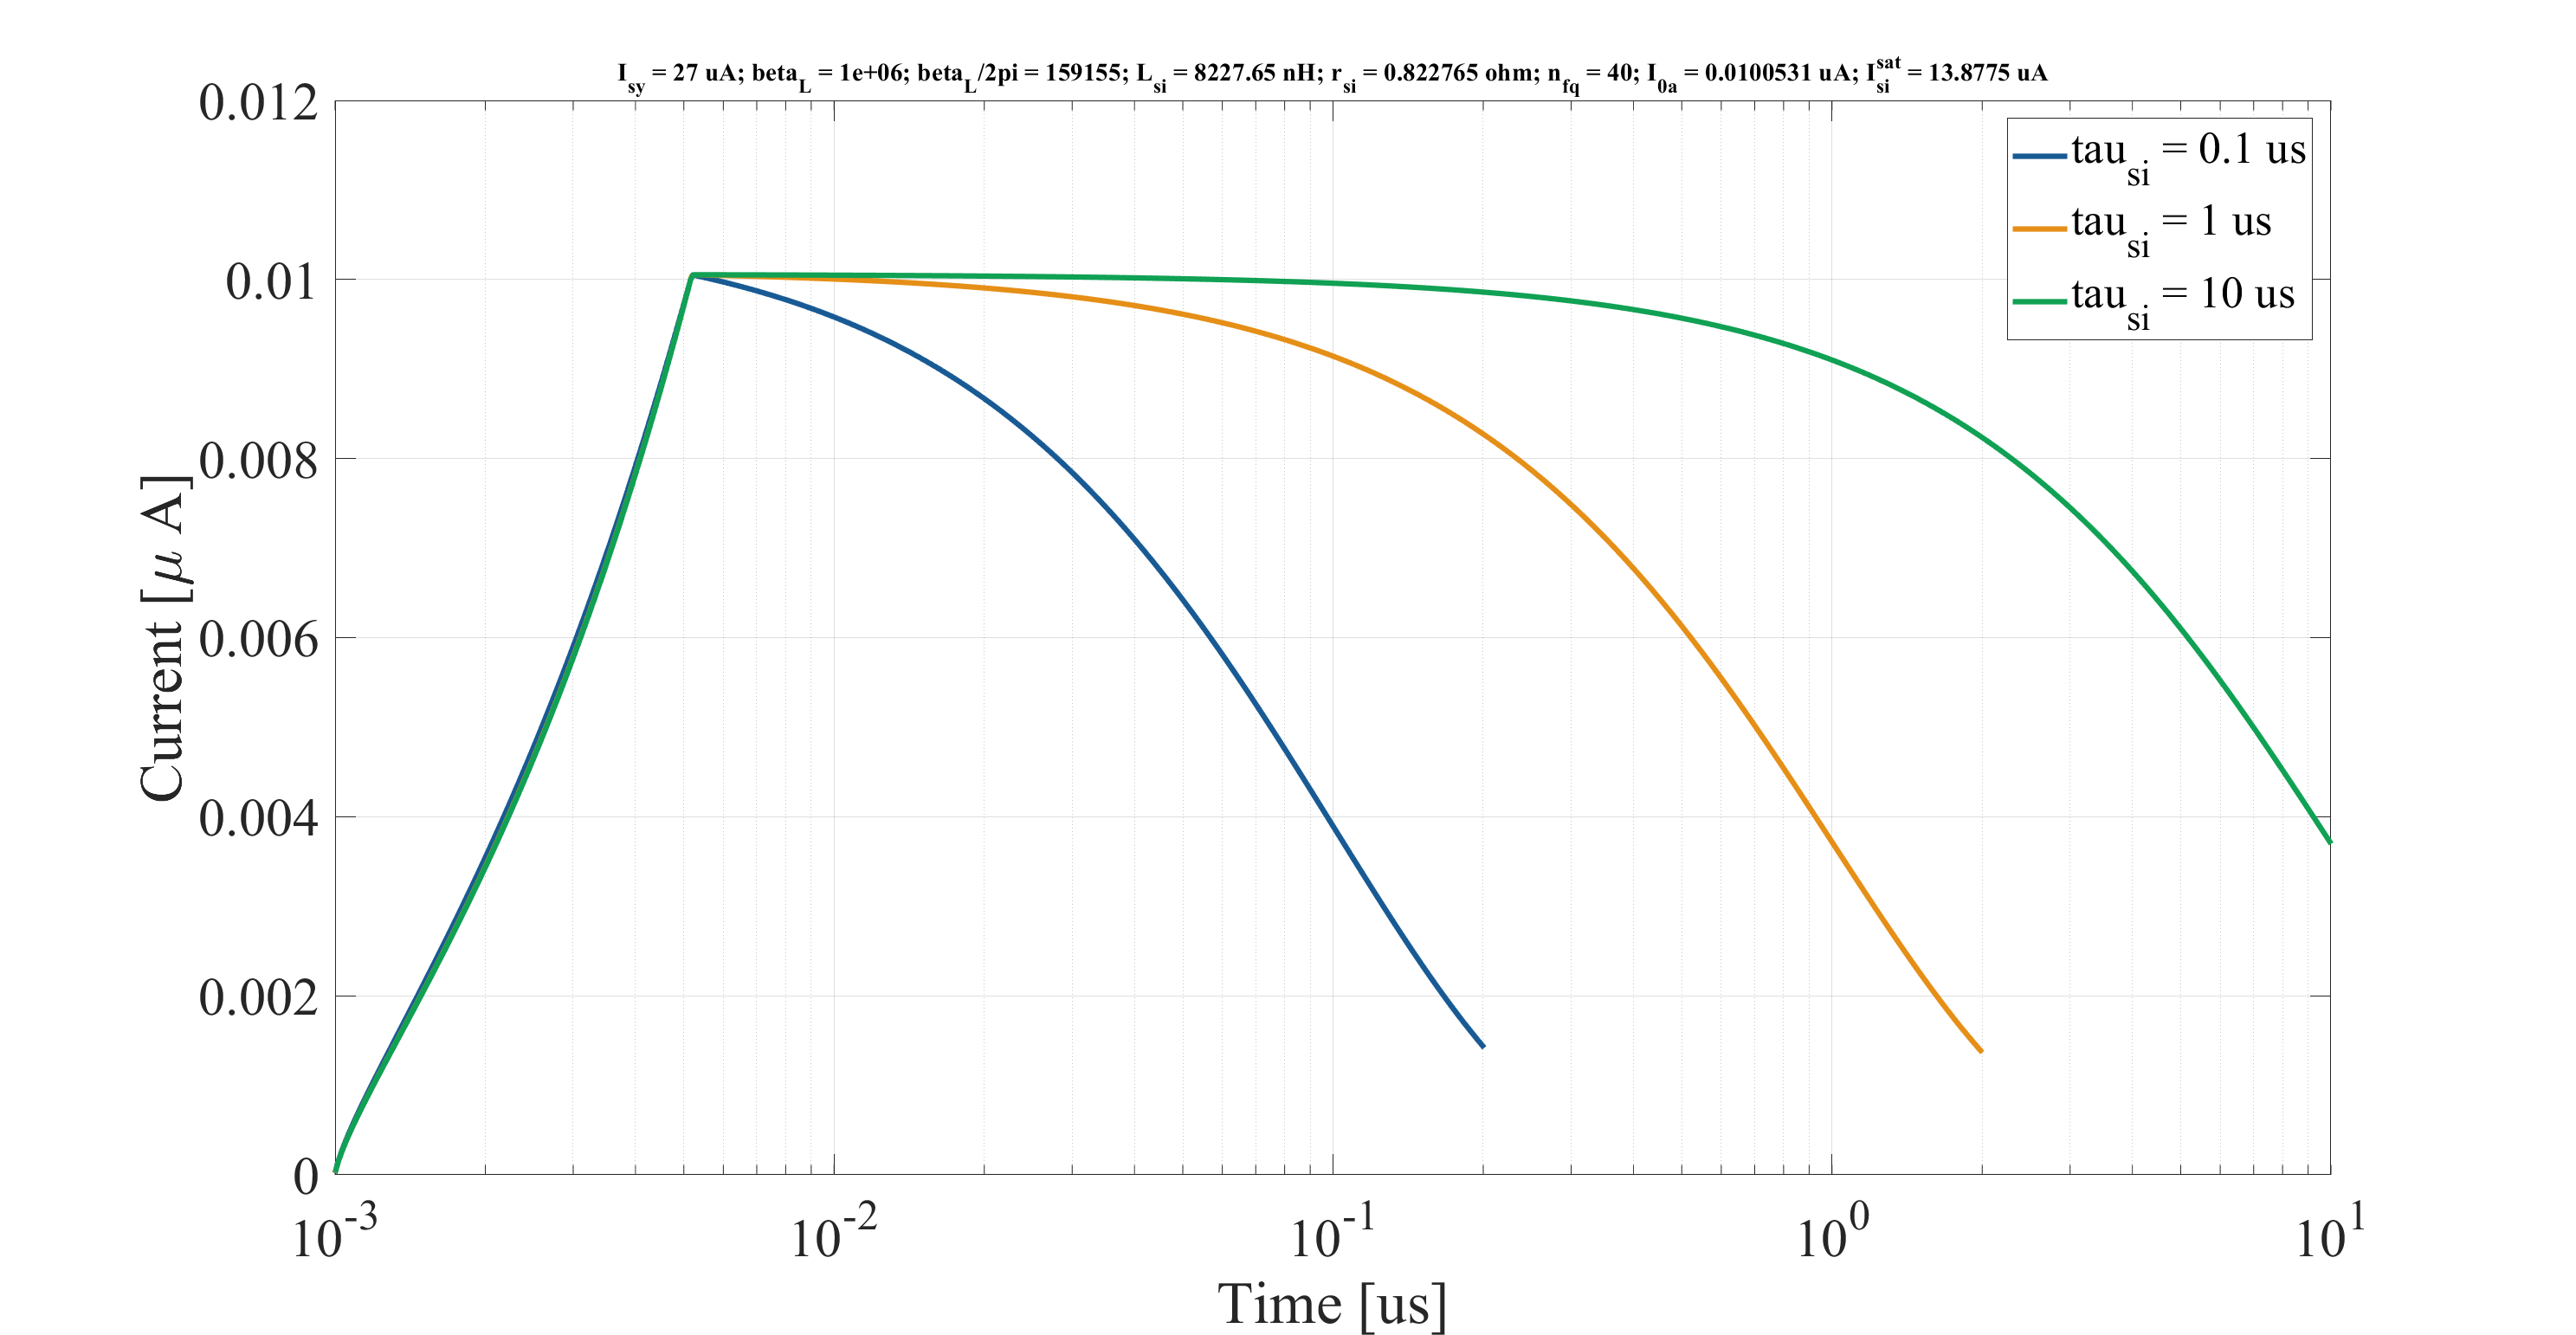 I_sy = 27 uA; beta_L = 1e+06; beta_L/2pi = 159155; L_si = 8227.65 nH; r_si = 0.822765 ohm; n_fq = 40; I_0a = 0.0100531 uA; I_si^sat = 13.8775 uA
0.012
0.01
0.008
0.006
0.004
0.002
0
Current [μ A]
tau_si = 0.1 us
tau_si = 1 us
tau_si = 10 us
10^-3 10^-2 10^-1 10^0 10^1
Time [us]